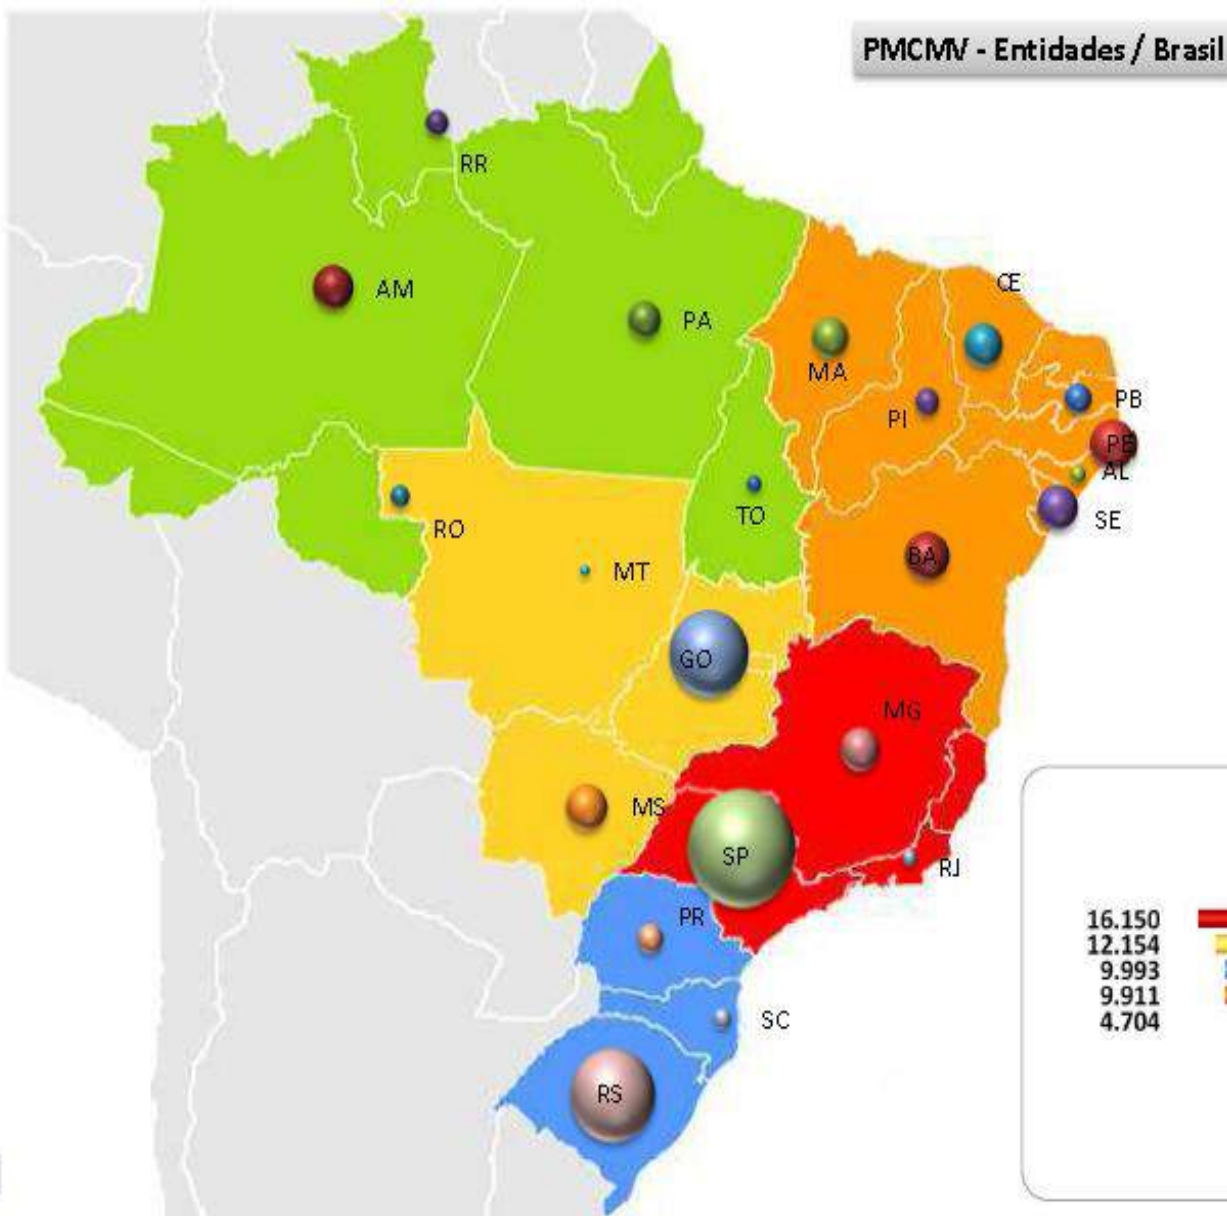 PMCMV - Entidades / Brasil
RR
AM
PA
CE
MA
PI
PB
PE
AL
SE
TO
RO
BA
MT
GO
MG
MS
SP
RJ
PR
SC
RS
16.150
12.154
9.993
9.911
4.704